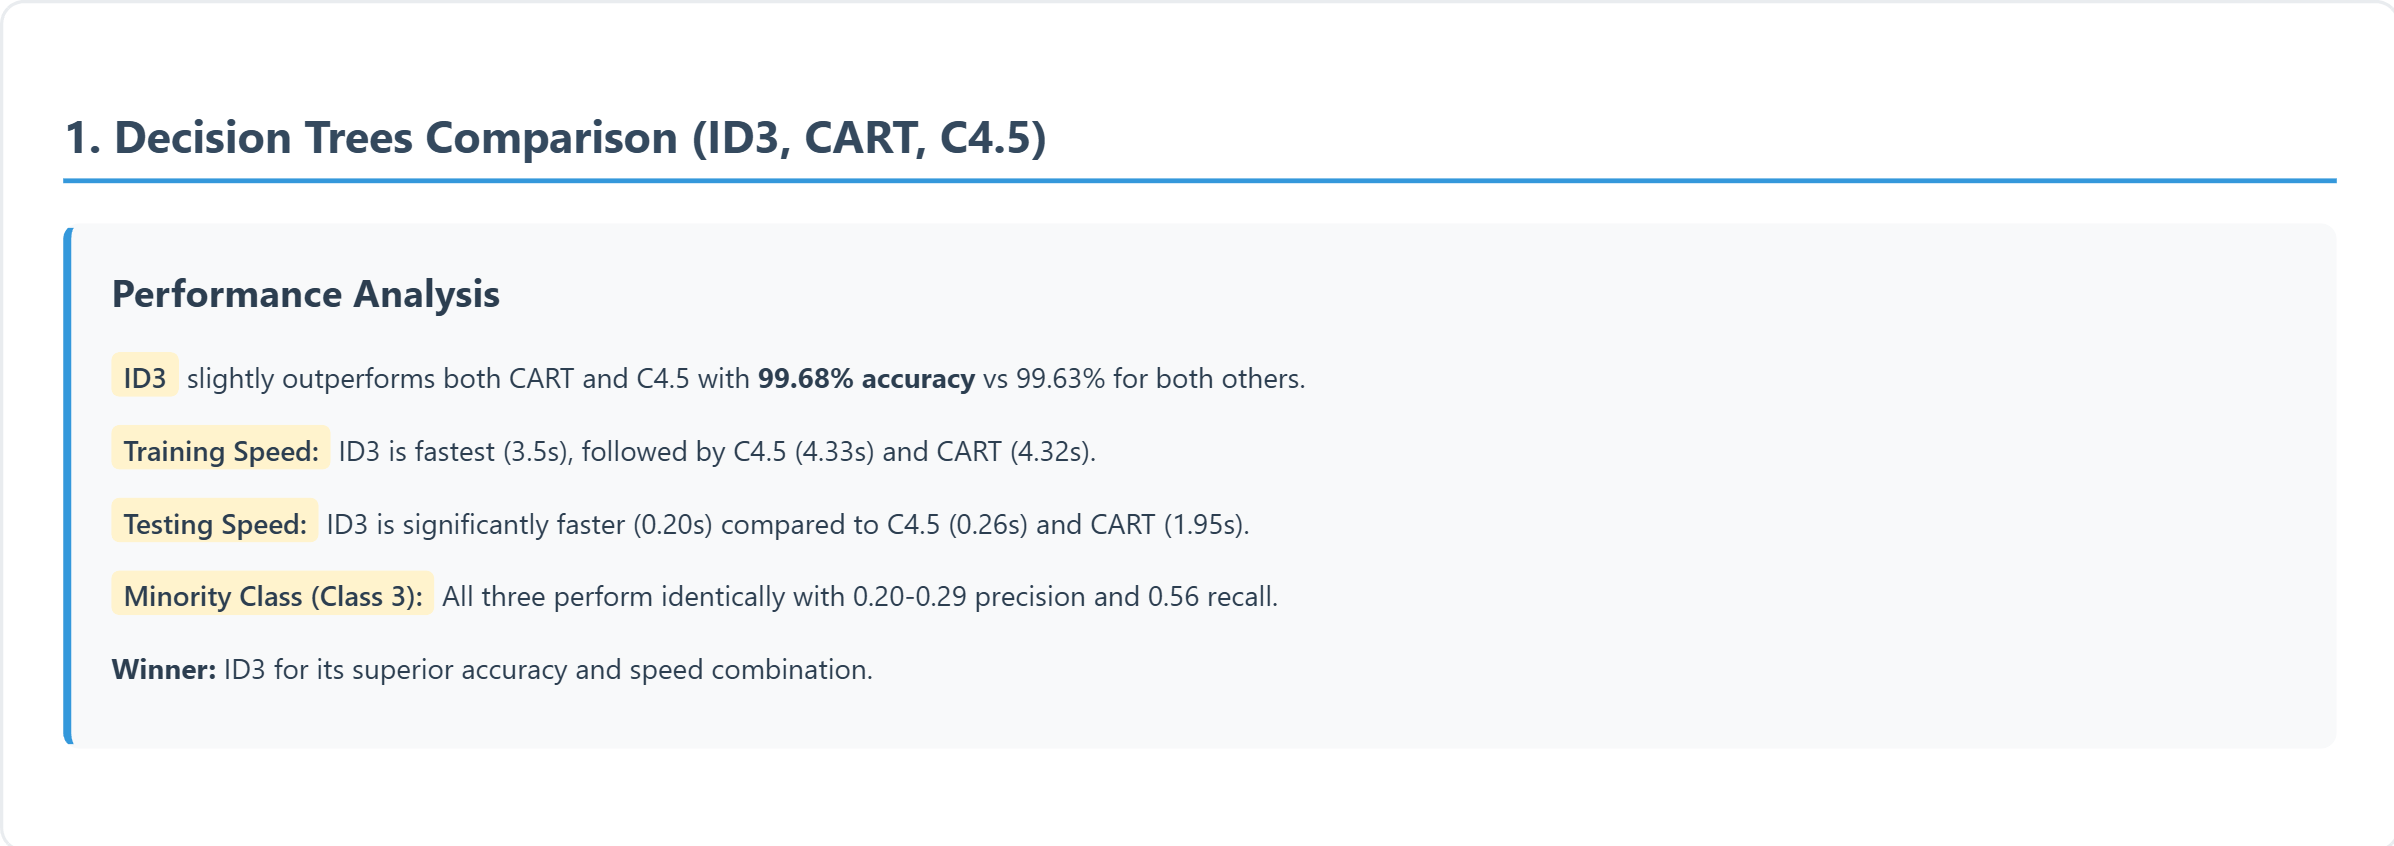 1. Decision Trees Comparison (ID3, CART, C4.5)
Performance Analysis
ID3 slightly outperforms both CART and C4.5 with 99.68% accuracy vs 99.63% for both others.
Training Speed: ID3 is fastest (3.5s), followed by C4.5 (4.33s) and CART (4.32s).
Testing Speed: ID3 is significantly faster (0.20s) compared to C4.5 (0.26s) and CART (1.95s).
Minority Class (Class 3): All three perform identically with 0.20-0.29 precision and 0.56 recall.
Winner: ID3 for its superior accuracy and speed combination.